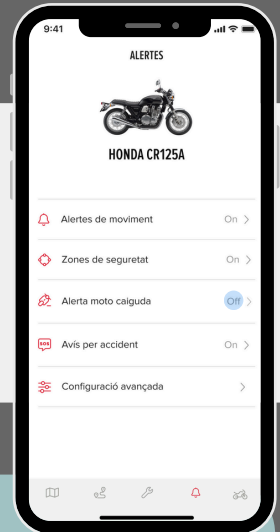 9:41
ALERTES
HONDA CR125A
Alertes de moviment On
Zones de seguretat On
Alerta moto caiguda Off
SOS Avís per accident On
Configuració avançada